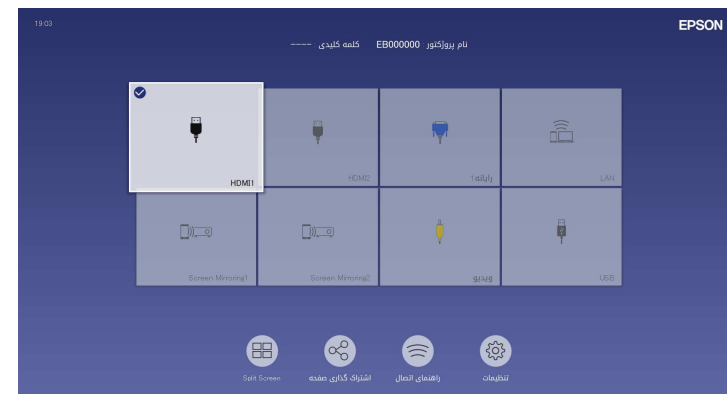 19:03
EPSON
نام پروژکتور: EB000000 کلمه کلیدی: ----
HDMI1
HDMI2
رایانه1
LAN
Screen Mirroring1
Screen Mirroring2
ویدیو
USB
Split Screen
اشتراک گذاری صفحه
راهنمای اتصال
تنظیمات